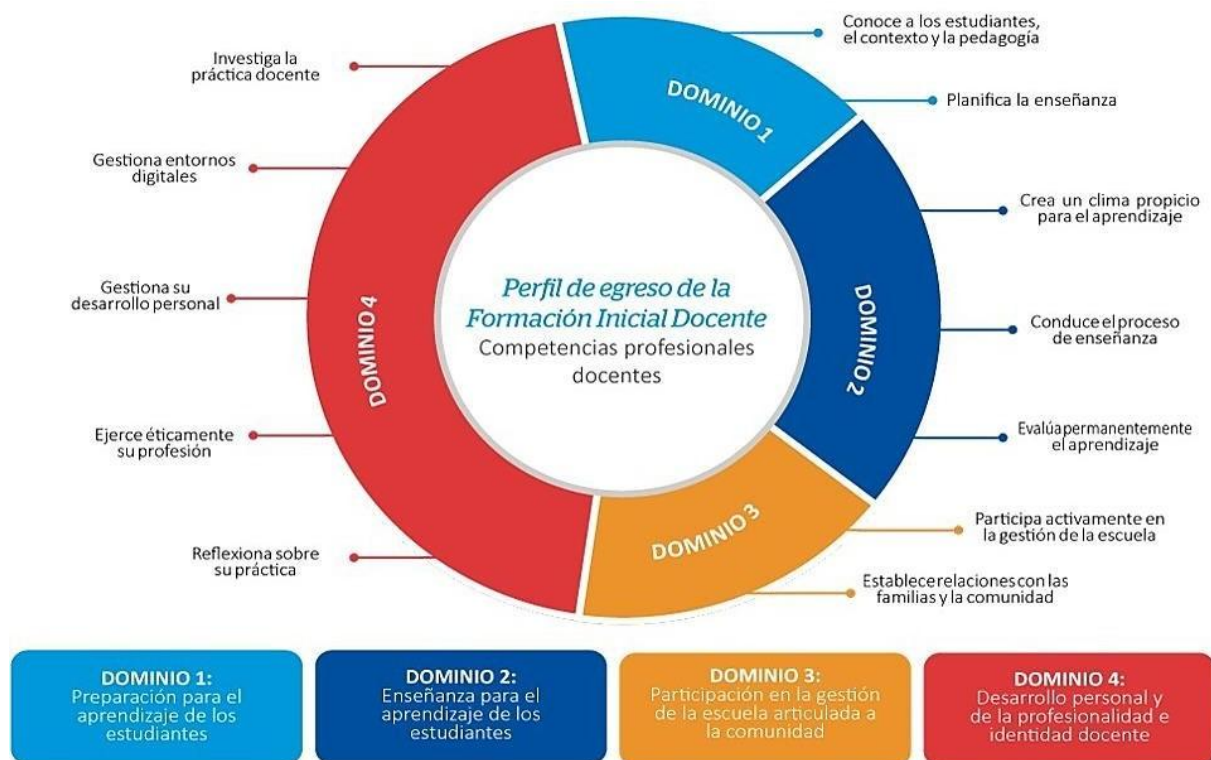 Conoce a los estudiantes,
el contexto y la pedagogía
Planifica la enseñanza
Crea un clima propicio
para el aprendizaje
Conduce el proceso
de enseñanza
Evalúa permanentemente
el aprendizaje
Participa activamente en
la gestión de la escuela
Establece relaciones con las
familias y la comunidad
Reflexiona sobre
su práctica
Ejerce éticamente
su profesión
Gestiona su
desarrollo personal
Gestiona entornos
digitales
Investiga la
práctica docente
DOMINIO 1
DOMINIO 2
DOMINIO 3
DOMINIO 4
Perfil de egreso de la
Formación Inicial Docente
Competencias profesionales
docentes
DOMINIO 1:
Preparación para el
aprendizaje de los
estudiantes
DOMINIO 2:
Enseñanza para el
aprendizaje de los
estudiantes
DOMINIO 3:
Participación en la gestión
de la escuela articulada a
la comunidad
DOMINIO 4:
Desarrollo personal y
de la profesionalidad e
identidad docente